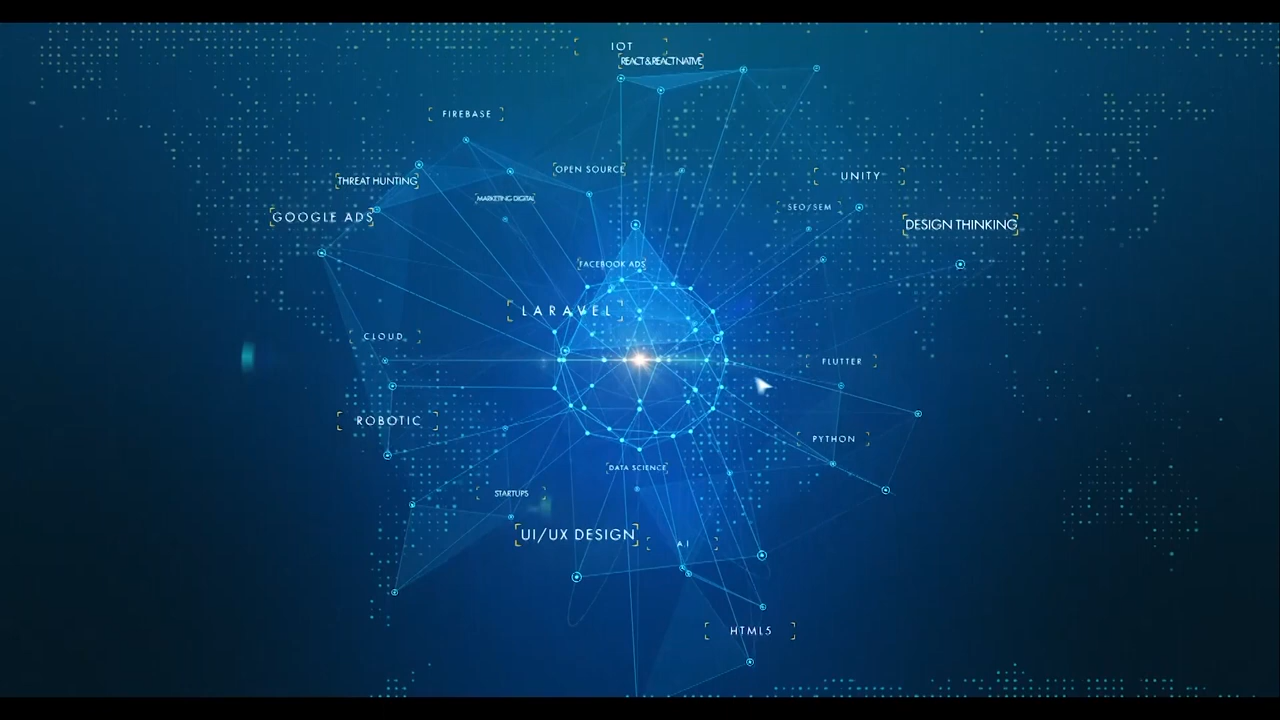 IOT
REACT & REACT NATIVE
FIREBASE
OPEN SOURCE
UNITY
THREAT HUNTING
MARKETING DIGITAL
SEO/SEM
GOOGLE ADS
DESIGN THINKING
FACEBOOK ADS
LARAVEL
CLOUD
FLUTTER
ROBOTIC
PYTHON
DATA SCIENCE
STARTUPS
UI/UX DESIGN
AI
HTML5